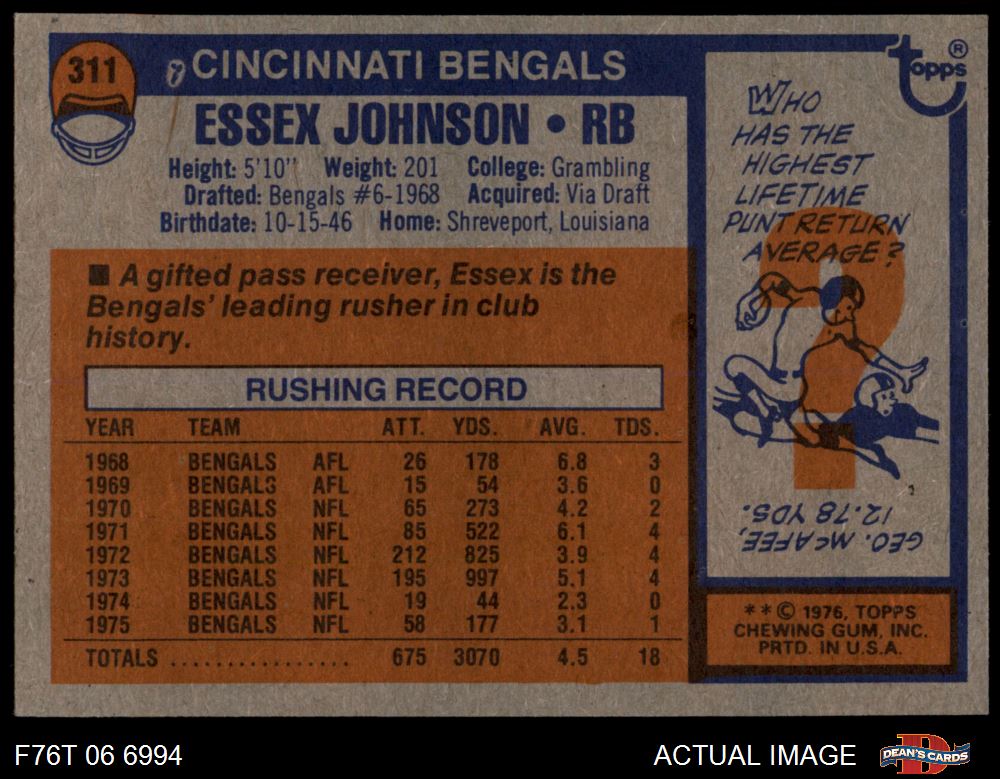 311
CINCINNATI BENGALS
ESSEX JOHNSON • RB
Height: 5'10" Weight: 201 College: Grambling
Drafted: Bengals #6-1968 Acquired: Via Draft
Birthdate: 10-15-46 Home: Shreveport, Louisiana
■ A gifted pass receiver, Essex is the
Bengals' leading rusher in club
history.
RUSHING RECORD
YEAR TEAM ATT. YDS. AVG. TDS.
1968 BENGALS AFL 26 178 6.8 3
1969 BENGALS AFL 15 54 3.6 0
1970 BENGALS NFL 65 273 4.2 2
1971 BENGALS NFL 85 522 6.1 4
1972 BENGALS NFL 212 825 3.9 4
1973 BENGALS NFL 195 997 5.1 4
1974 BENGALS NFL 19 44 2.3 0
1975 BENGALS NFL 58 177 3.1 1
TOTALS ................ 675 3070 4.5 18
Topps ®
WHO
HAS THE
HIGHEST
LIFETIME
PUNT RETURN
AVERAGE?
?
GEO. McAFEE,
12.78 YDS.
**© 1976, TOPPS
CHEWING GUM, INC.
PRTD. IN U.S.A.
F76T 06 6994
ACTUAL IMAGE
DEAN'S CARDS